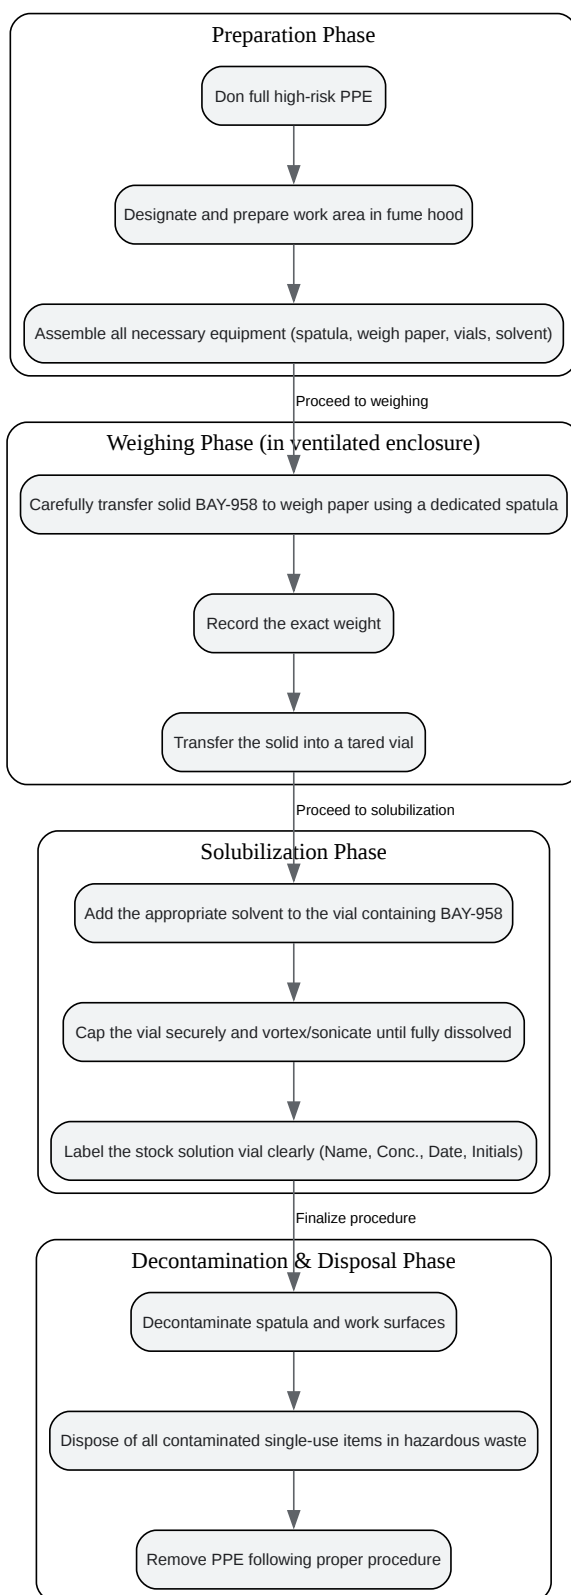 Preparation Phase
Don full high-risk PPE
Designate and prepare work area in fume hood
Assemble all necessary equipment (spatula, weigh paper, vials, solvent)
Proceed to weighing
Weighing Phase (in ventilated enclosure)
Carefully transfer solid BAY-958 to weigh paper using a dedicated spatula
Record the exact weight
Transfer the solid into a tared vial
Proceed to solubilization
Solubilization Phase
Add the appropriate solvent to the vial containing BAY-958
Cap the vial securely and vortex/sonicate until fully dissolved
Label the stock solution vial clearly (Name, Conc., Date, Initials)
Finalize procedure
Decontamination & Disposal Phase
Decontaminate spatula and work surfaces
Dispose of all contaminated single-use items in hazardous waste
Remove PPE following proper procedure